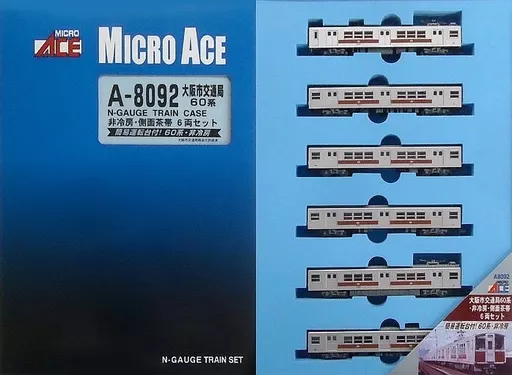 MICRO
ACE
MICRO ACE
A-8092 大阪市交通局
60系
N-GAUGE TRAIN CASE
非冷房・側面茶帯 6両セット
簡易運転台付!60系・非冷房
N-GAUGE TRAIN SET
A8092
MICRO
ACE
大阪市交通局60系
・非冷房・側面茶帯
6両セット
簡易運転台付!60系・非冷房